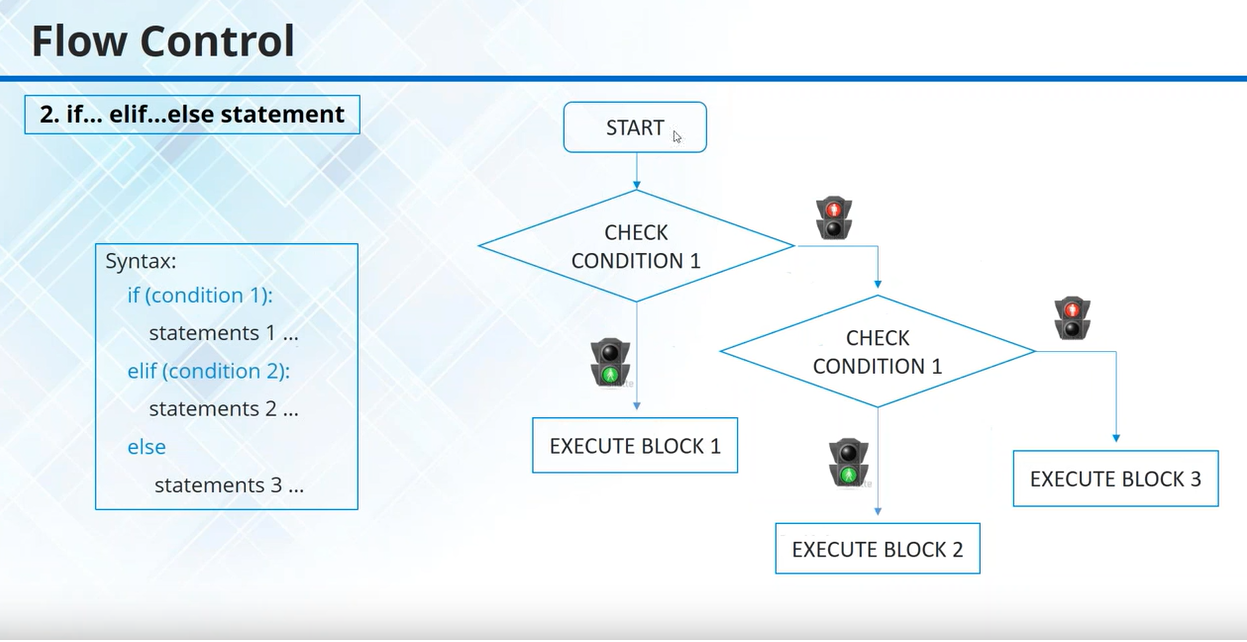 Flow Control
2. if... elif...else statement
Syntax:
if (condition 1):
statements 1 ...
elif (condition 2):
statements 2 ...
else
statements 3 ...
START
CHECK
CONDITION 1
CHECK
CONDITION 1
EXECUTE BLOCK 1
EXECUTE BLOCK 3
EXECUTE BLOCK 2